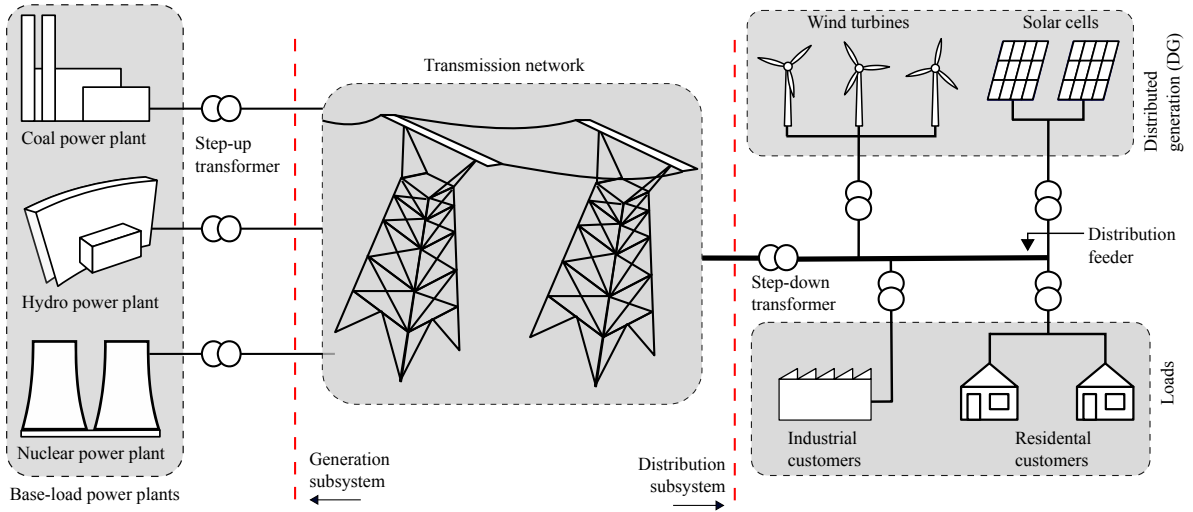 Coal power plant
Hydro power plant
Nuclear power plant
Base-load power plants
Step-up
transformer
Generation
subsystem
Transmission network
Distribution
subsystem
Step-down
transformer
Wind turbines
Solar cells
Distributed
generation (DG)
Distribution
feeder
Industrial
customers
Residental
customers
Loads